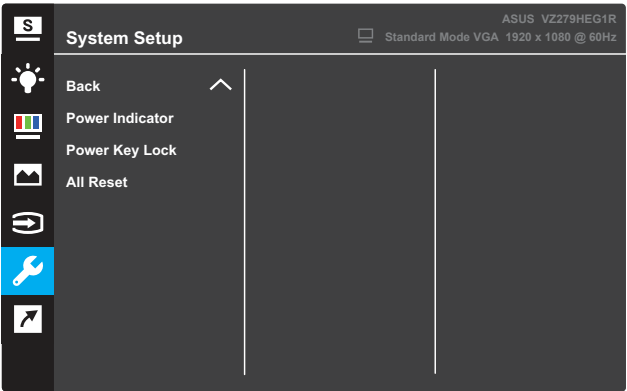 S
ASUS VZ279HEG1R
System Setup
Standard Mode VGA 1920 x 1080 @ 60Hz
Back
Power Indicator
Power Key Lock
All Reset